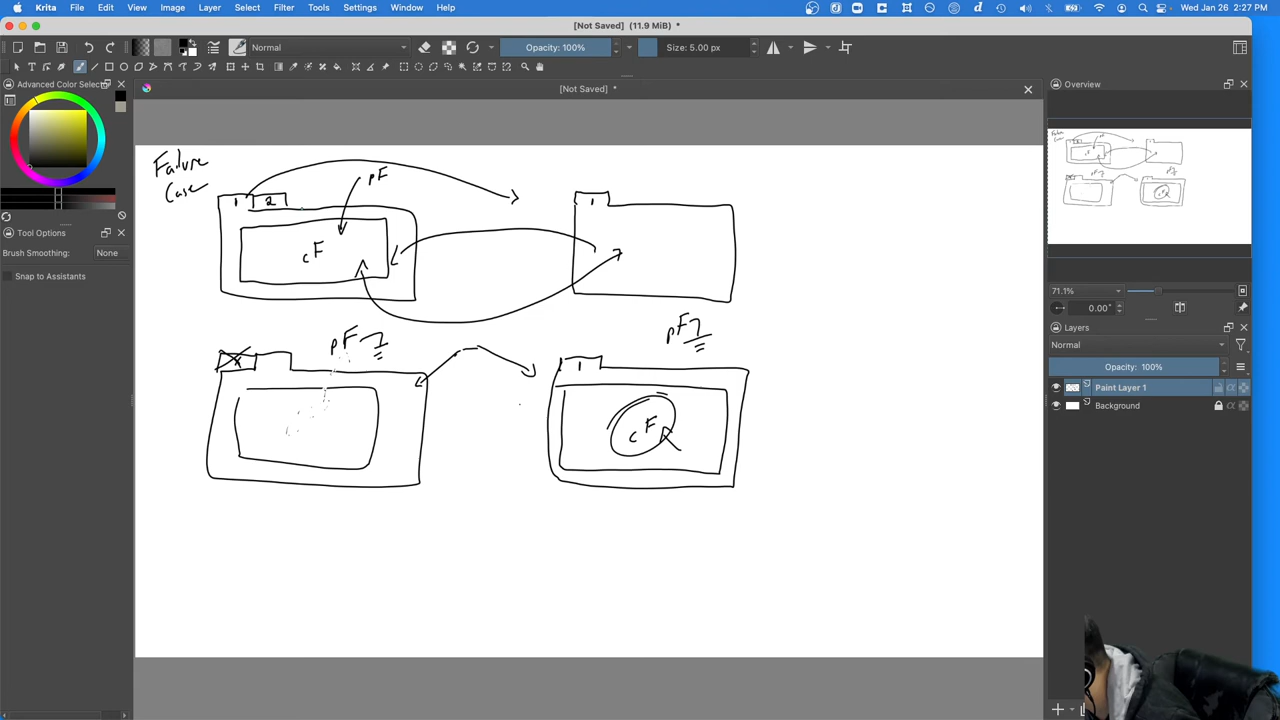 Krita File Edit View Image Layer Select Filter Tools Settings Window Help
Wed Jan 26 2:27 PM
[Not Saved] (11.9 MiB) *
Normal
Opacity: 100%
Size: 5.00 px
Advanced Color Select
[Not Saved] *
Overview
Tool Options
Brush Smoothing: None
Snap to Assistants
Failure
Case
pF
1 2
cF
1
pF
pF
1
cF
71.1%
0.00°
Layers
Normal
Opacity: 100%
Paint Layer 1
Background